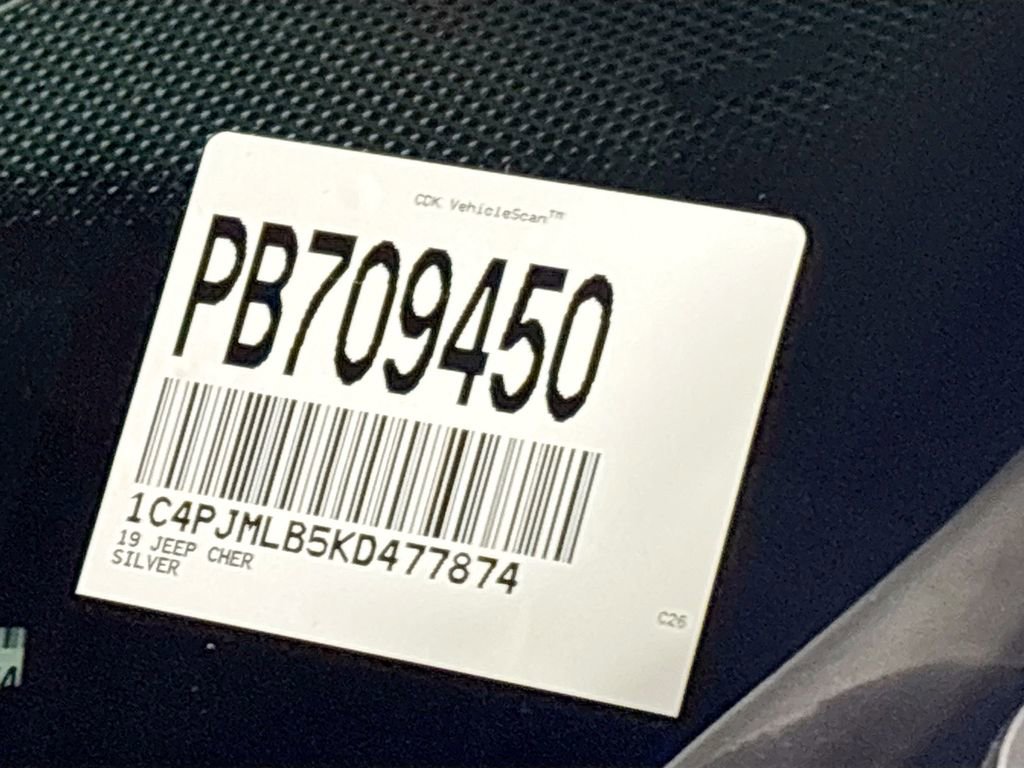 CDK VehicleScan™
PB709450
1C4PJMLB5KD477874
19 JEEP CHER
SILVER
C26